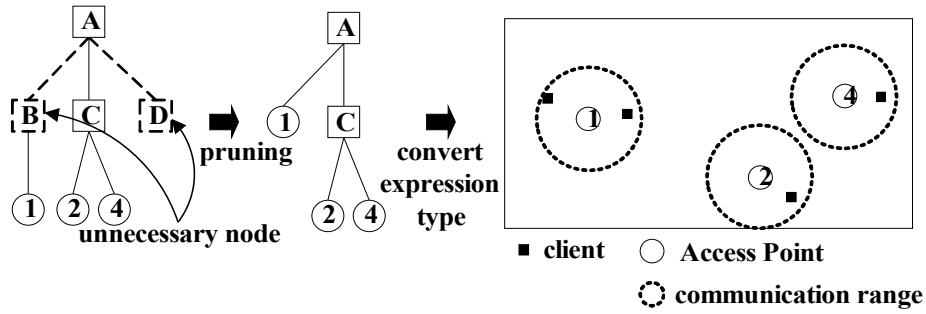 A
B
C
D
1
2
4
unnecessary node
pruning
A
1
C
2
4
convert
expression
type
1
2
4
client
Access Point
communication range